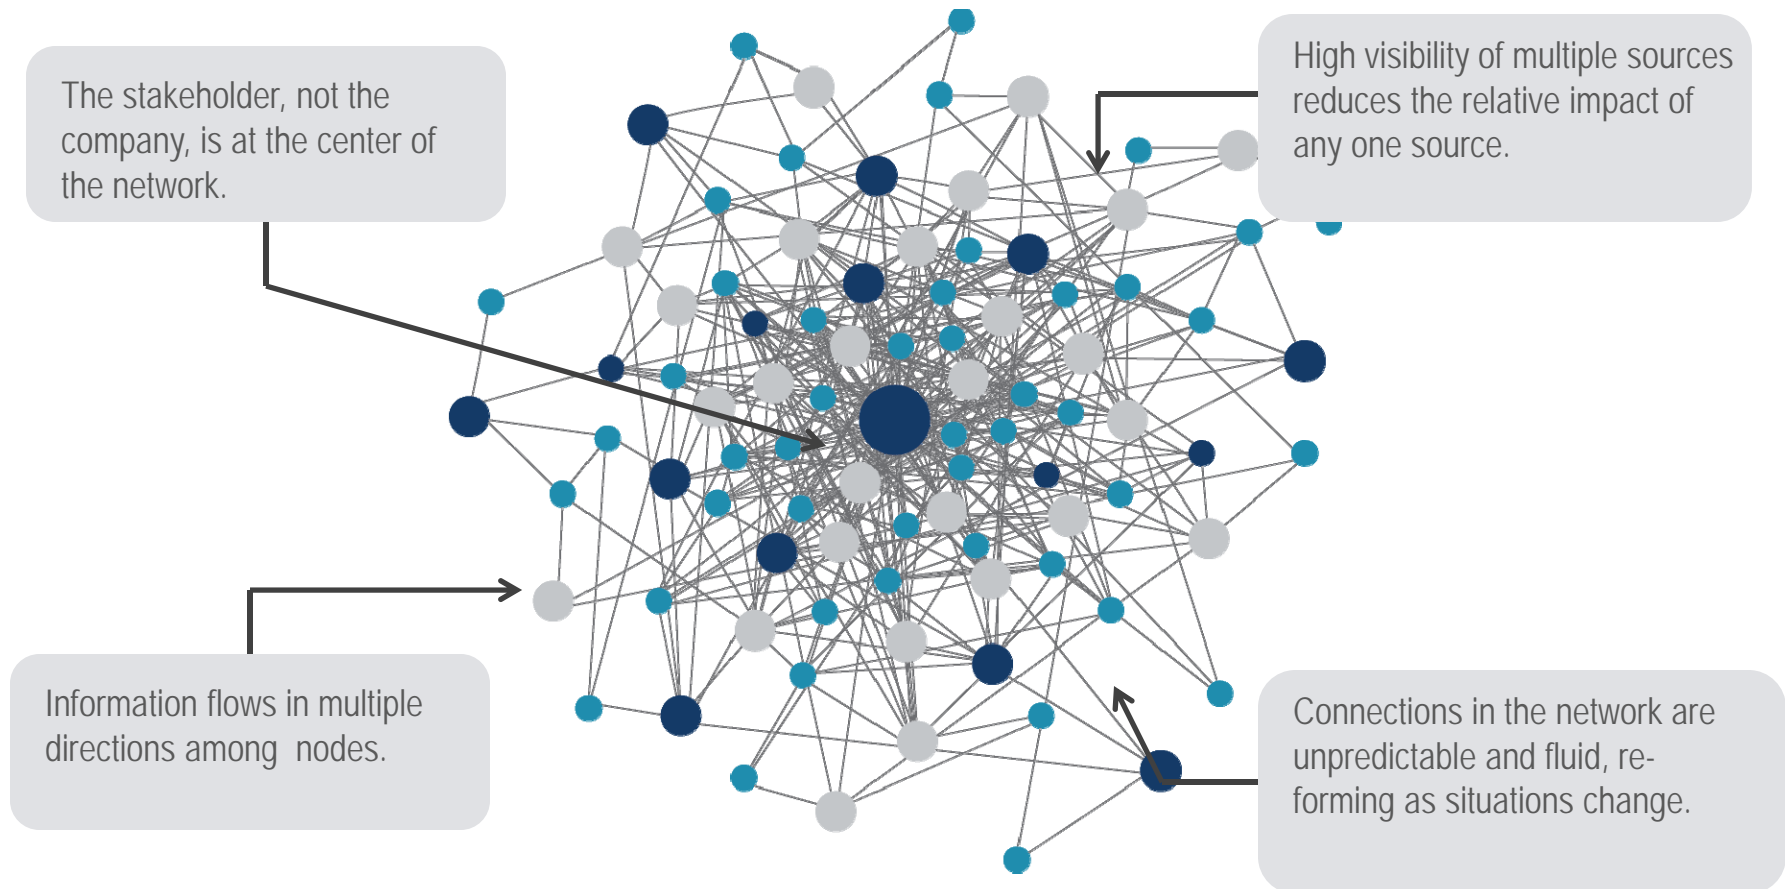 The stakeholder, not the
company, is at the center of
the network.
High visibility of multiple sources
reduces the relative impact of
any one source.
Information flows in multiple
directions among  nodes.
Connections in the network are
unpredictable and fluid, re-
forming as situations change.